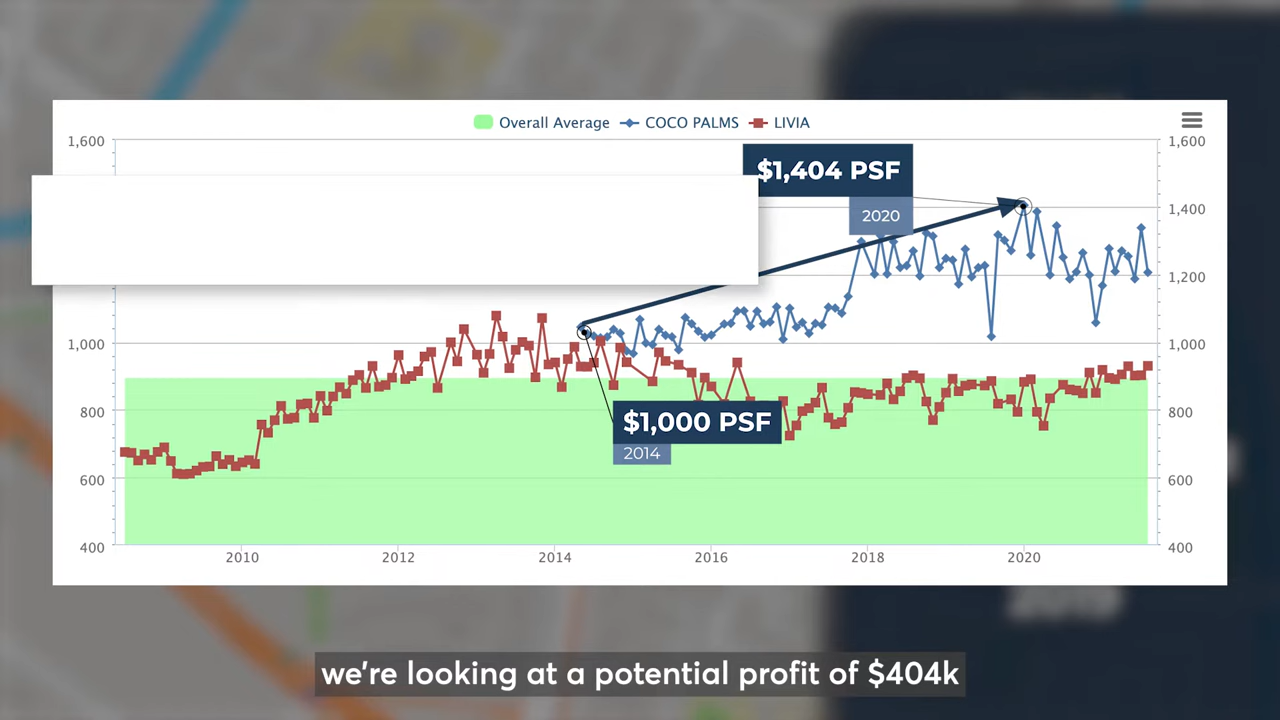 Overall Average COCO PALMS LIVIA
1,600 1,600
$1,404 PSF
1,400
2020
1,200
1,000 1,000
$1,000 PSF
800 800
2014
600 600
400 400
2010 2012 2014 2016 2018 2020
2019
we're looking at a potential profit of $404k